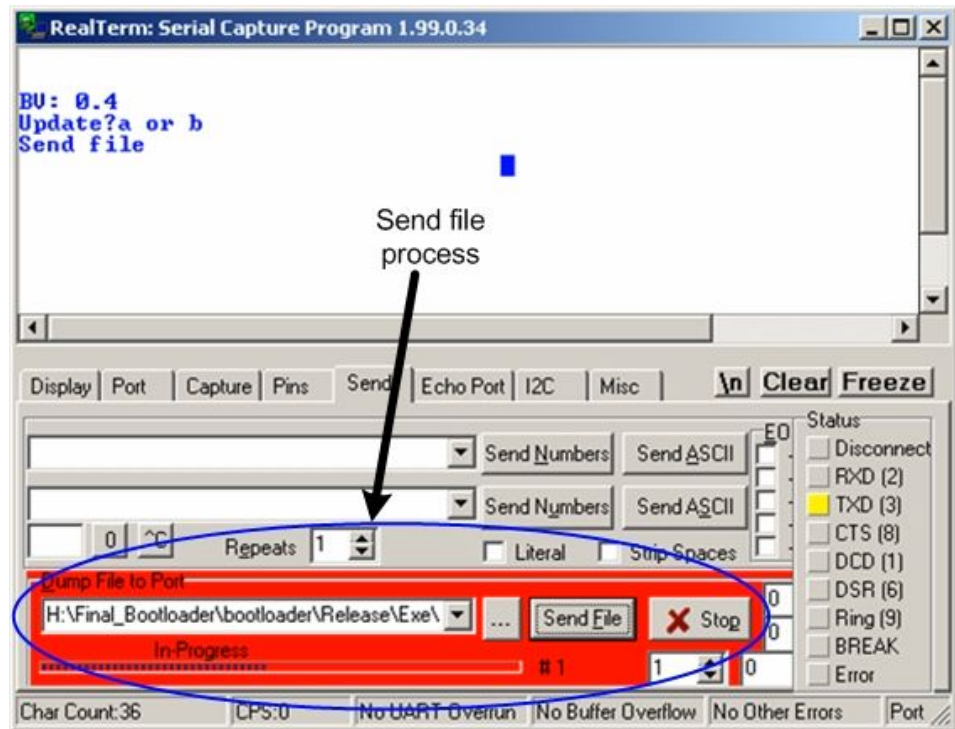 RealTerm: Serial Capture Program 1.99.0.34
BV: 0.4
Update?a or b
Send file
Send file
process
Display Port Capture Pins Send Echo Port I2C Misc \n Clear Freeze
Send Numbers Send ASCII EO Status
Disconnect
RXD (2)
Send Numbers Send ASCII TXD (3)
0 ^C Repeats 1 Literal Strip Spaces CTS (8)
DCD (1)
Dump File to Port
H:\Final_Bootloader\bootloader\Release\Exe\ ... Send File Stop 0 DSR (6)
0 Ring (9)
In-Progress BREAK
#1 1 0 Error
Char Count:36 CPS:0 No UART Overrun No Buffer Overflow No Other Errors Port